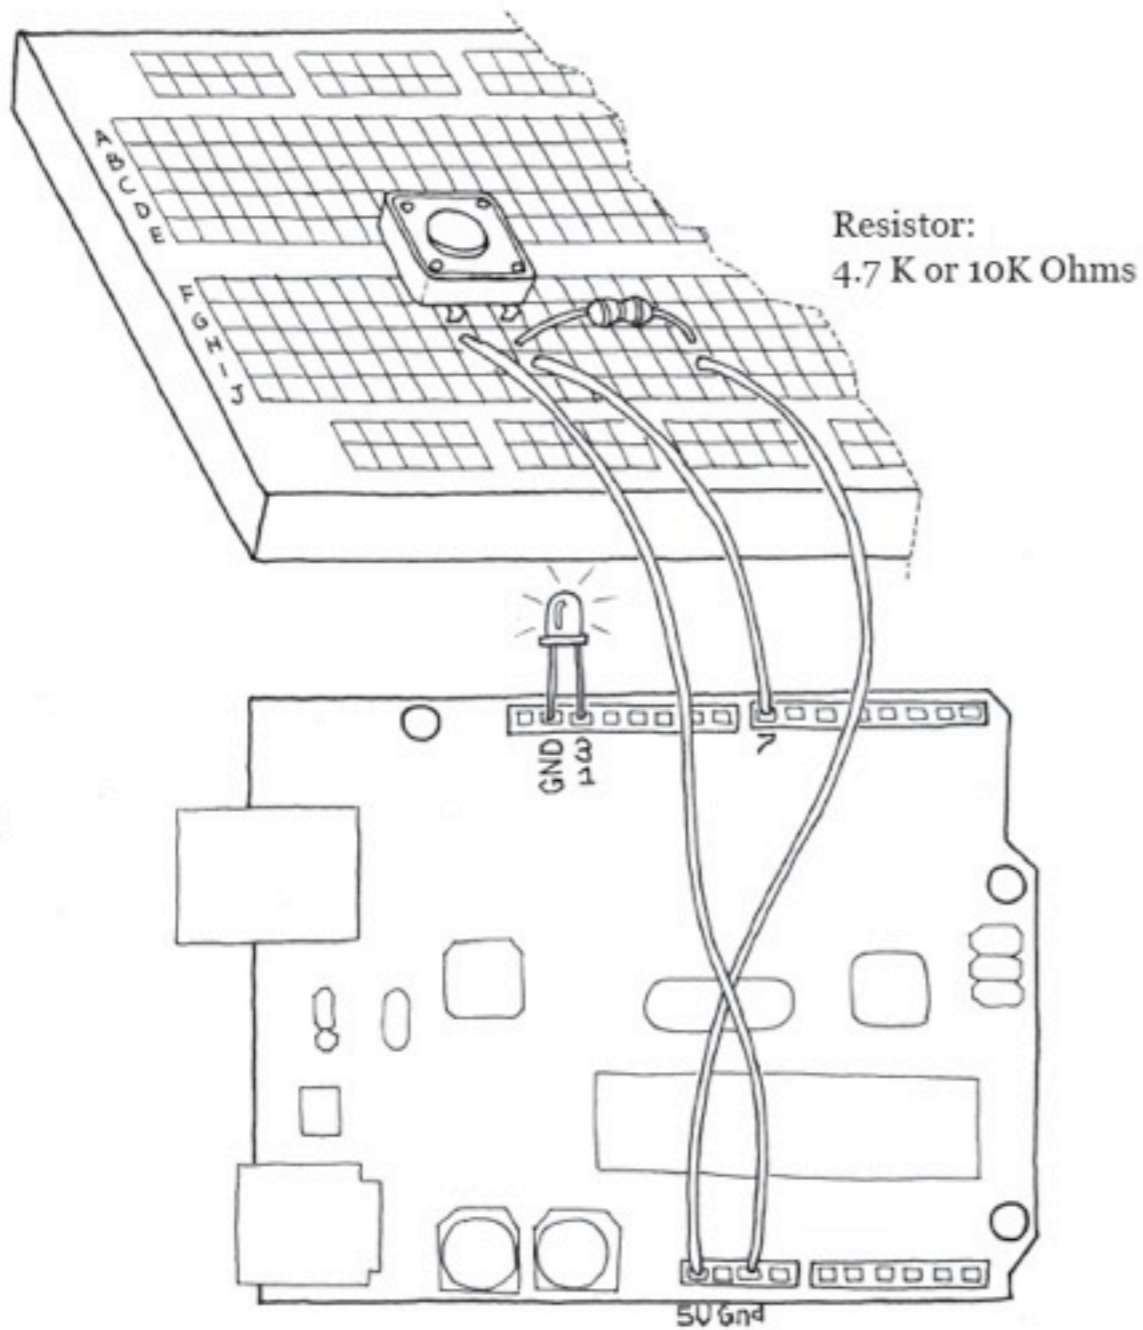 A B C D E
F G H I J
Resistor:
4.7 K or 10K Ohms
GND
3
1
7
5V Gnd